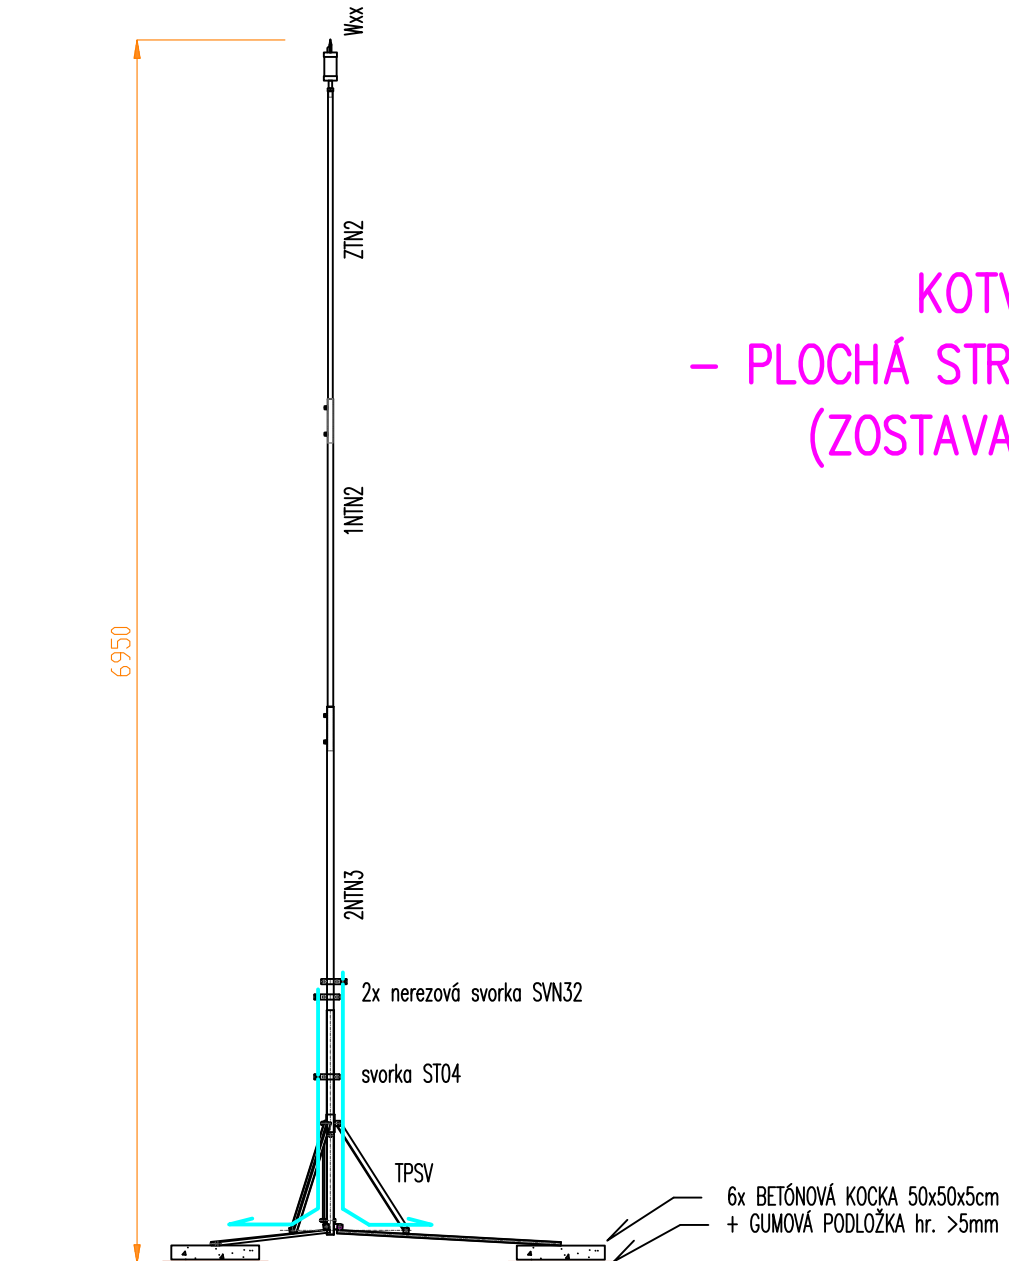 Wxx
ZTN2
KOTV
- PLOCHÁ STR
(ZOSTAVA
1NTN2
6950
2NTN3
2x nerezová svorka SVN32
svorka ST04
TPSV
6x BETÓNOVÁ KOCKA 50x50x5cm
+ GUMOVÁ PODLOŽKA hr. >5mm